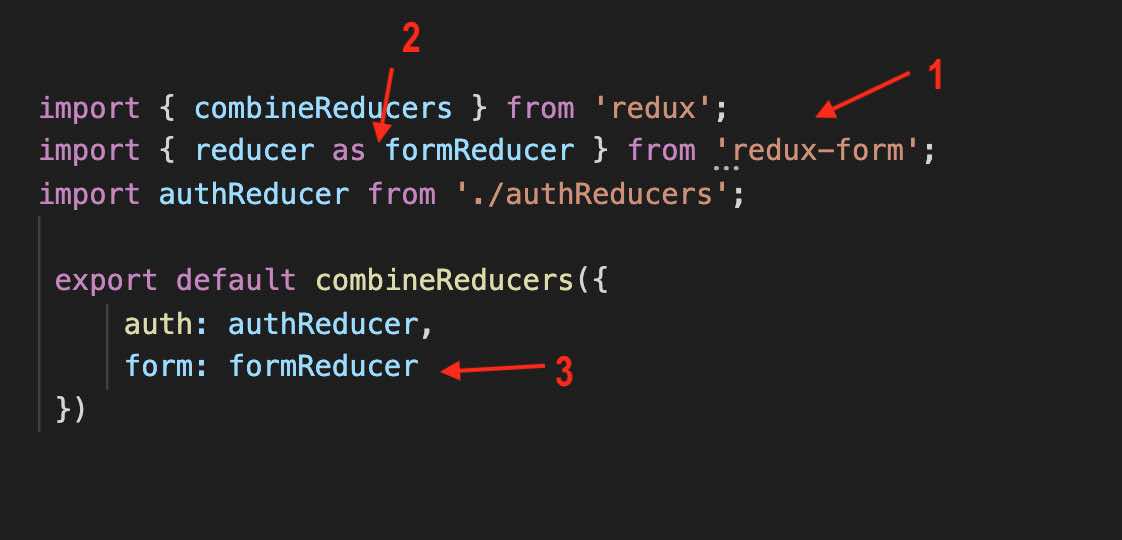 2
1
import { combineReducers } from 'redux';
import { reducer as formReducer } from 'redux-form';
import authReducer from './authReducers';
export default combineReducers({
auth: authReducer,
form: formReducer
3
})